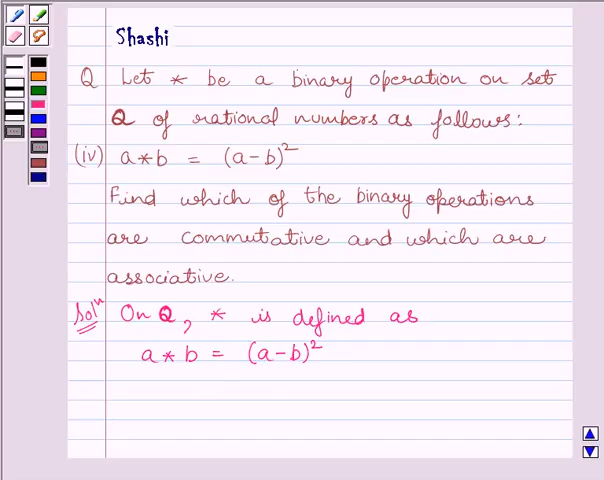 Shashi
Q Let * be a binary operation on set
Q of rational numbers as follows:
(iv) a * b = (a-b)²
Find which of the binary operations
are commutative and which are
associative.
Solⁿ On Q, * is defined as
a * b = (a-b)²